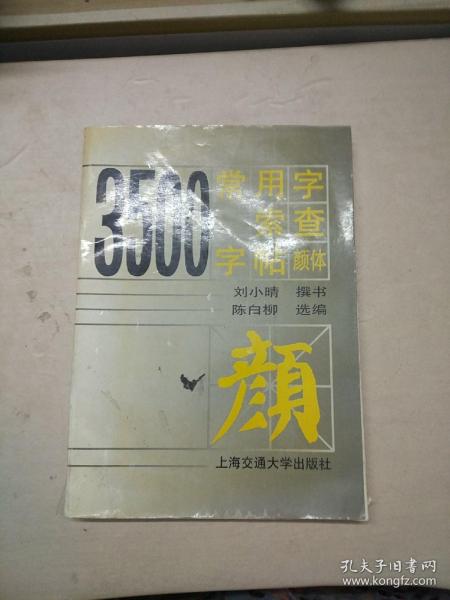 3500
常用字
索查
字帖 颜体
刘小晴 撰书
陈白柳 选编
顔
上海交通大学出版社
孔夫子旧书网
www.kongfz.com